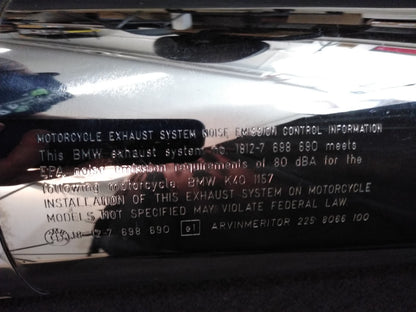 MOTORCYCLE EXHAUST SYSTEM NOISE EMISSION CONTROL INFORMATION
This BMW exhaust system 1812-7 698 690 meets
EPA noise emission requirements of 80 dBA for the
following motorcycle: BMW K40 1157
INSTALLATION OF THIS EXHAUST SYSTEM ON MOTORCYCLE
MODELS NOT SPECIFIED MAY VIOLATE FEDERAL LAW.
7 698 690 01 ARVINMERITOR 225 8066 100